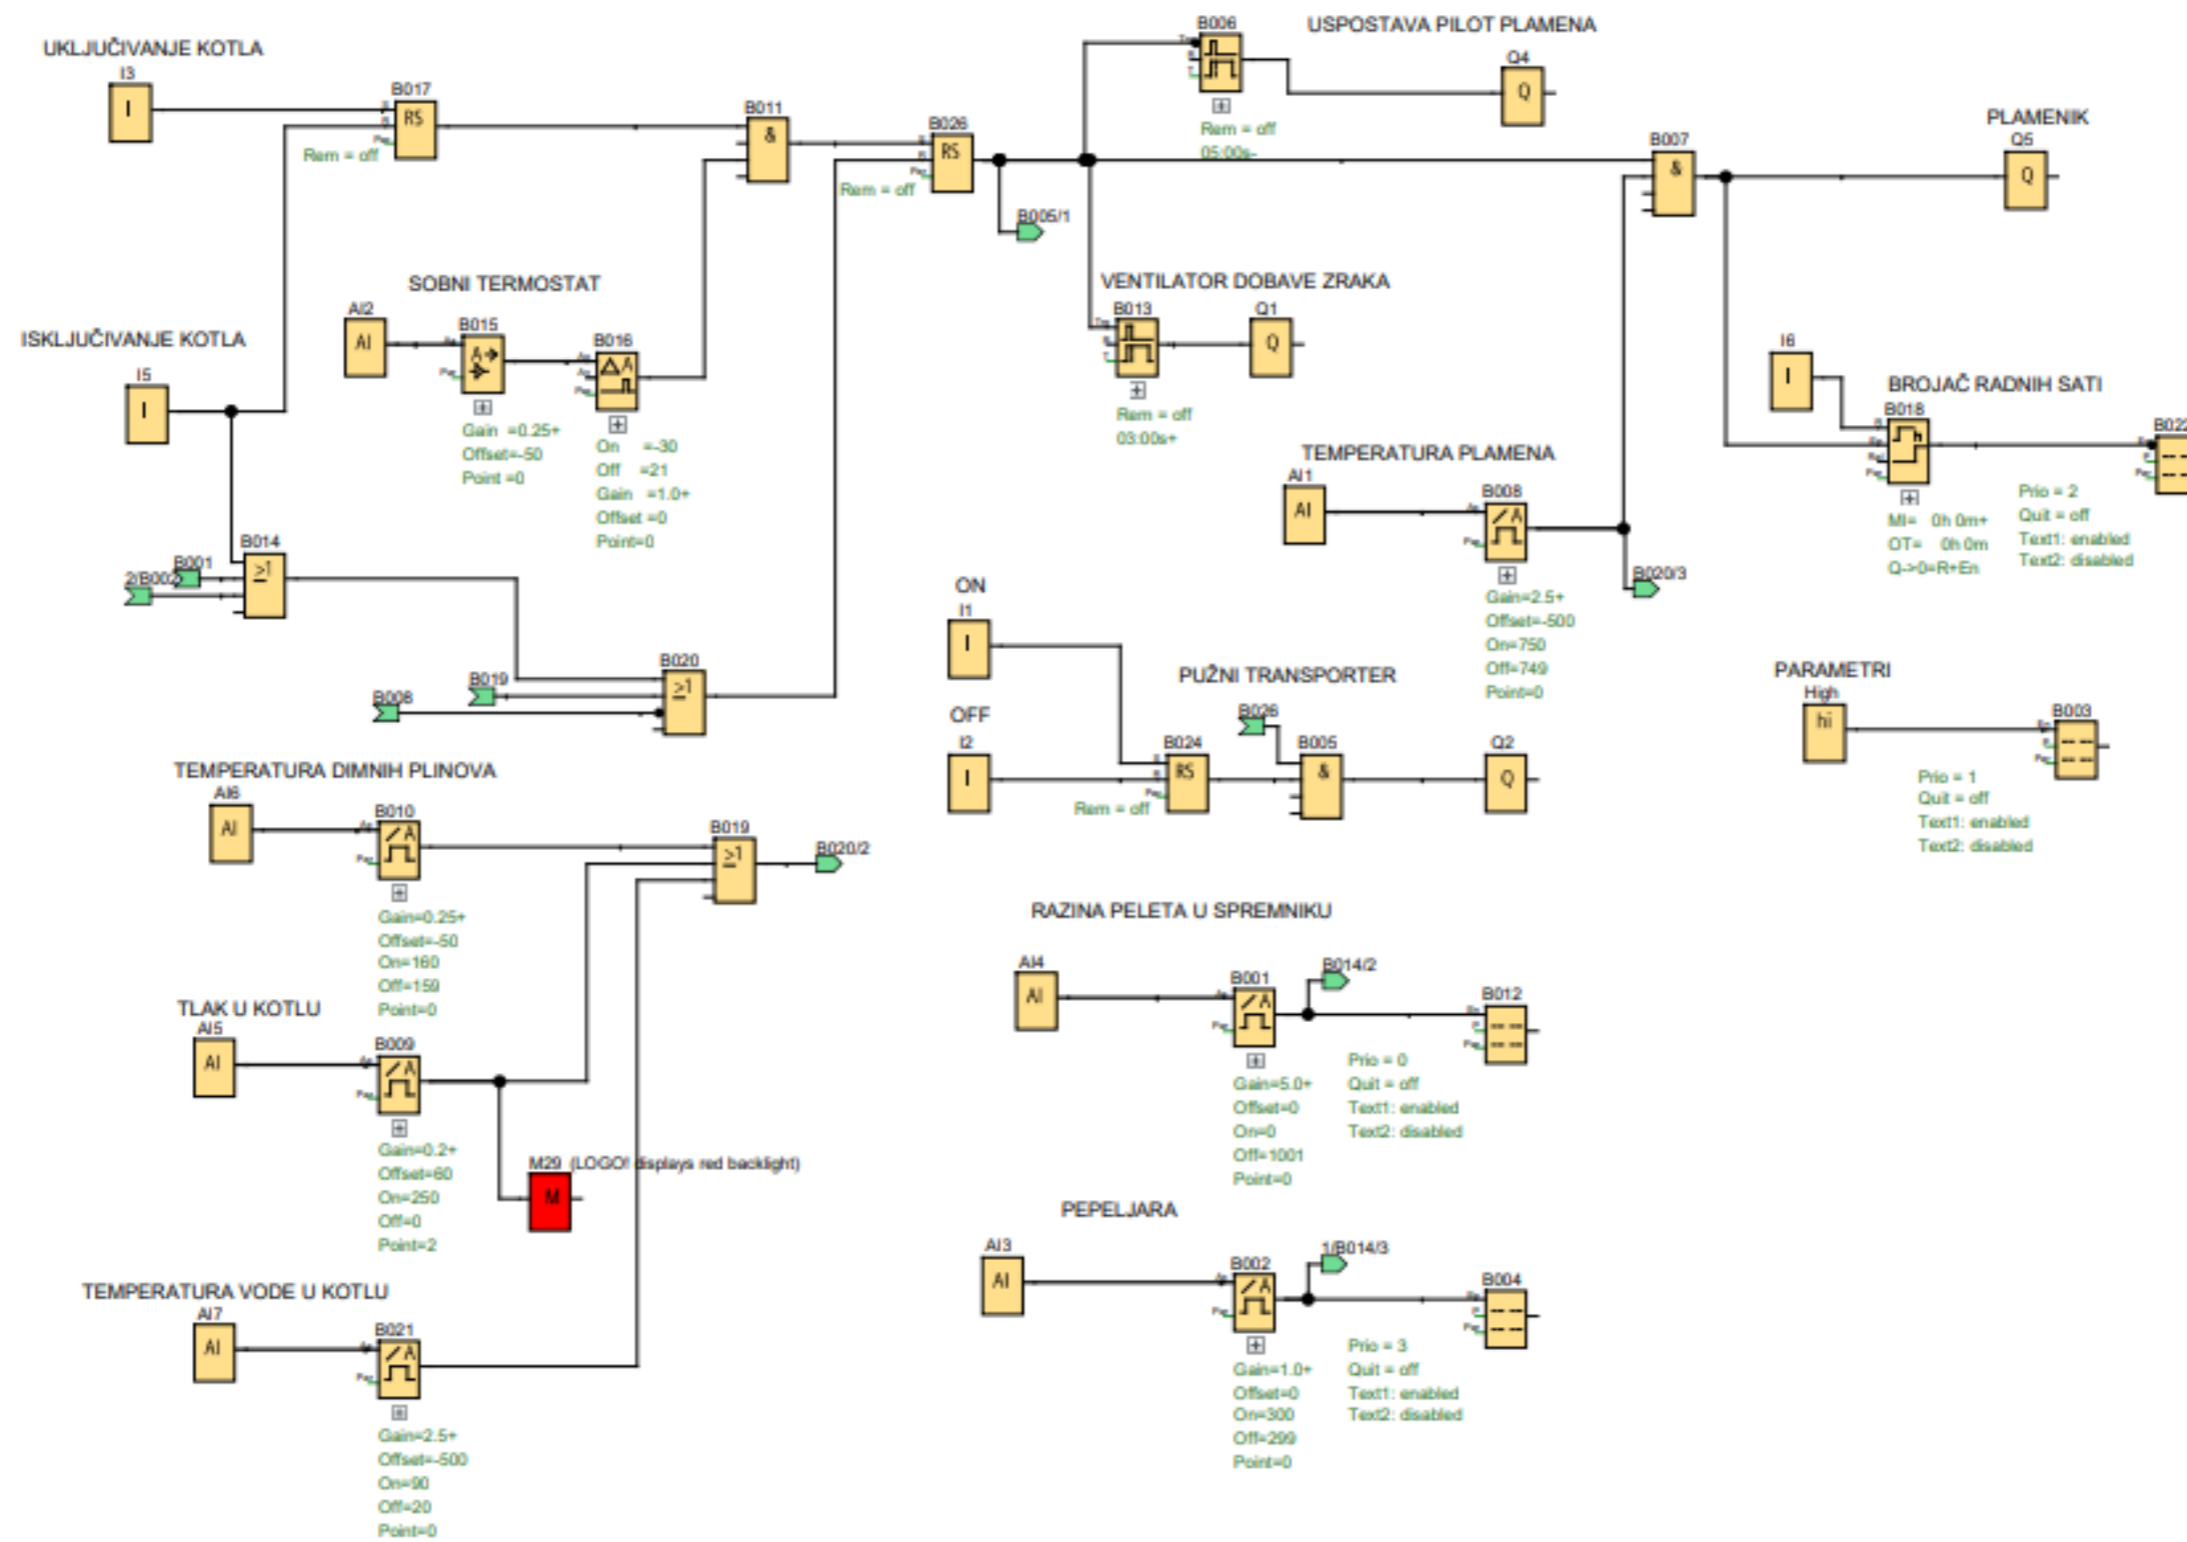 UKLJUČIVANJE KOTLA
I3
I
B017
RS
Rem = off
B011
&
B026
RS
Rem = off
B005/1
B006
Rem = off
05:00s-
USPOSTAVA PILOT PLAMENA
Q4
Q
B007
&
PLAMENIK
Q5
Q
SOBNI TERMOSTAT
AI2
AI
B015
A
Gain =0.25+
Offset=-50
Point =0
B016
A
On =-30
Off =21
Gain =1.0+
Offset =0
Point=0
ISKLJUČIVANJE KOTLA
I5
I
VENTILATOR DOBAVE ZRAKA
B013
Rem = off
03:00s+
Q1
Q
TEMPERATURA PLAMENA
AI1
AI
B008
A
Gain=2.5+
Offset=-500
On=750
Off=749
Point=0
B020/3
I6
I
BROJAČ RADNIH SATI
B018
MI= 0h 0m+
OT= 0h 0m
Q->0=R+En
B022
Prio = 2
Quit = off
Text1: enabled
Text2: disabled
B001
2/B002
B014
>1
B008
B019
B020
>1
ON
I1
I
OFF
I2
I
PUŽNI TRANSPORTER
B024
RS
Rem = off
B026
B005
&
Q2
Q
PARAMETRI
High
hi
B003
Prio = 1
Quit = off
Text1: enabled
Text2: disabled
TEMPERATURA DIMNIH PLINOVA
AI6
AI
B010
A
Gain=0.25+
Offset=-50
On=160
Off=159
Point=0
B019
>1
B020/2
TLAK U KOTLU
AI5
AI
B009
A
Gain=0.2+
Offset=60
On=250
Off=0
Point=2
M29 (LOGO! displays red backlight)
M
TEMPERATURA VODE U KOTLU
AI7
AI
B021
A
Gain=2.5+
Offset=-500
On=90
Off=20
Point=0
RAZINA PELETA U SPREMNIKU
AI4
AI
B001
A
Gain=5.0+
Offset=0
On=0
Off=1001
Point=0
B014/2
B012
Prio = 0
Quit = off
Text1: enabled
Text2: disabled
PEPELJARA
AI3
AI
B002
A
Gain=1.0+
Offset=0
On=300
Off=299
Point=0
1/B014/3
B004
Prio = 3
Quit = off
Text1: enabled
Text2: disabled